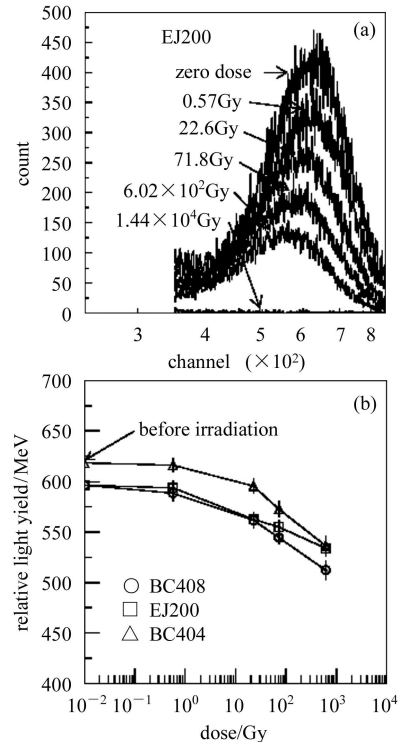 500
450
400
350
300
250
200
150
100
50
0
count
EJ200
(a)
zero dose
0.57Gy
22.6Gy
71.8Gy
6.02×10²Gy
1.44×10⁴Gy
3 4 5 6 7 8
channel (×10²)
700
650
600
550
500
450
400
relative light yield/MeV
(b)
before irradiation
BC408
EJ200
BC404
10⁻² 10⁻¹ 10⁰ 10 10² 10³ 10⁴
dose/Gy